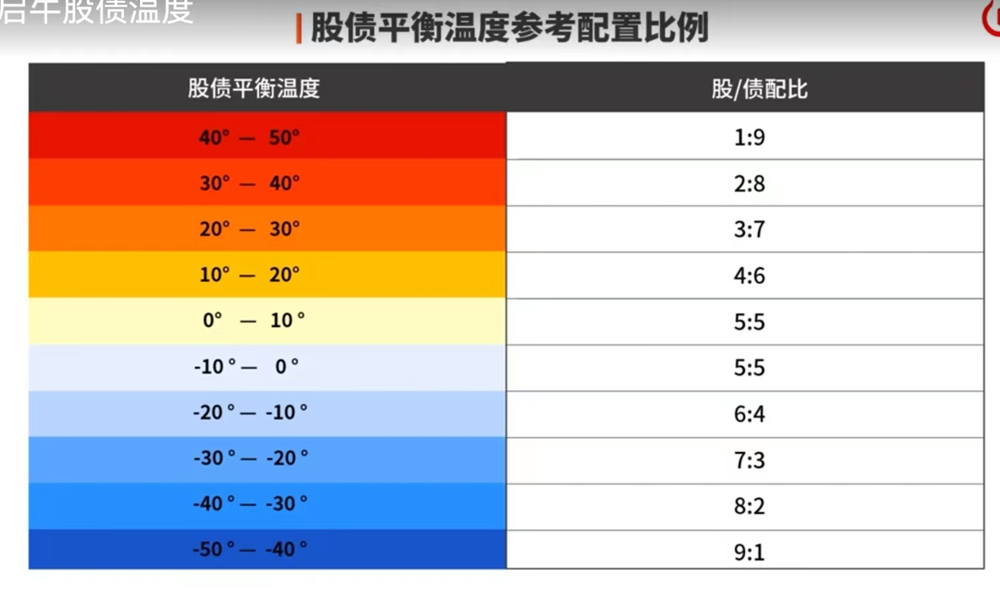 启牛股债温度
股债平衡温度参考配置比例
股债平衡温度 股/债配比
40° — 50° 1:9
30° — 40° 2:8
20° — 30° 3:7
10° — 20° 4:6
0° — 10° 5:5
-10° — 0° 5:5
-20° — -10° 6:4
-30° — -20° 7:3
-40° — -30° 8:2
-50° — -40° 9:1